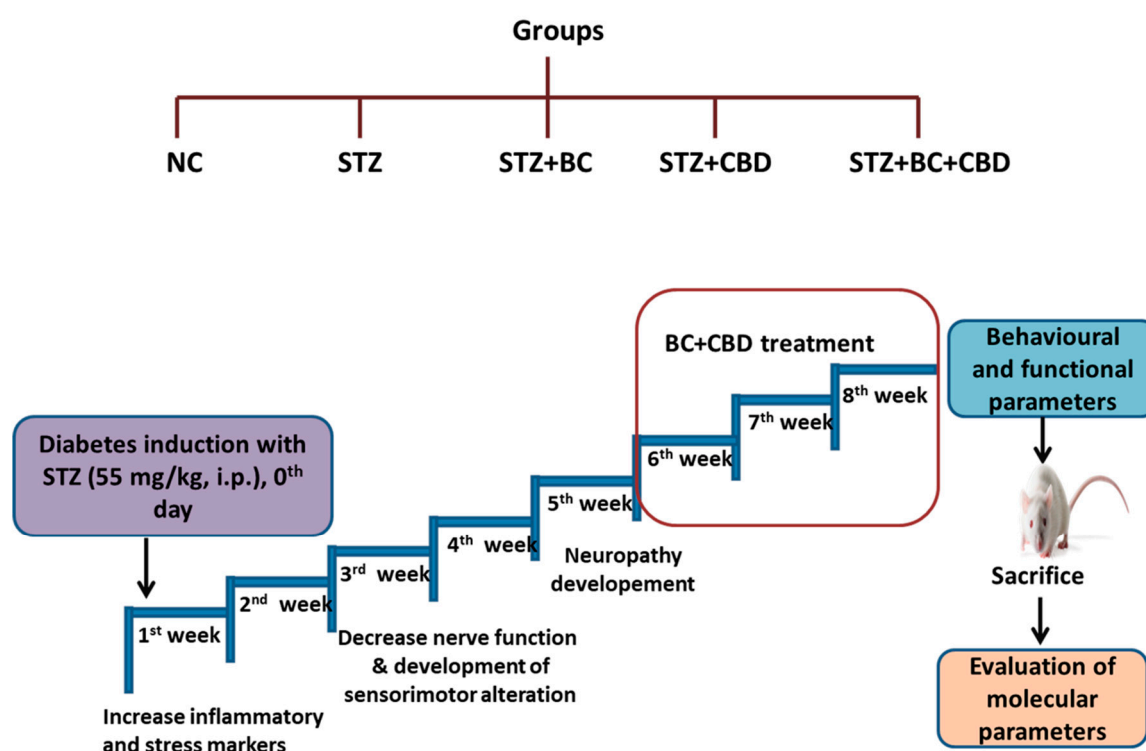 Groups
NC
STZ
STZ+BC
STZ+CBD
STZ+BC+CBD
Diabetes induction with
STZ (55 mg/kg, i.p.), 0th
day
1st week
2nd week
3rd week
4th week
5th week
6th week
7th week
8th week
BC+CBD treatment
Increase inflammatory
and stress markers
Decrease nerve function
& development of
sensorimotor alteration
Neuropathy
developement
Behavioural
and functional
parameters
Sacrifice
Evaluation of
molecular
parameters